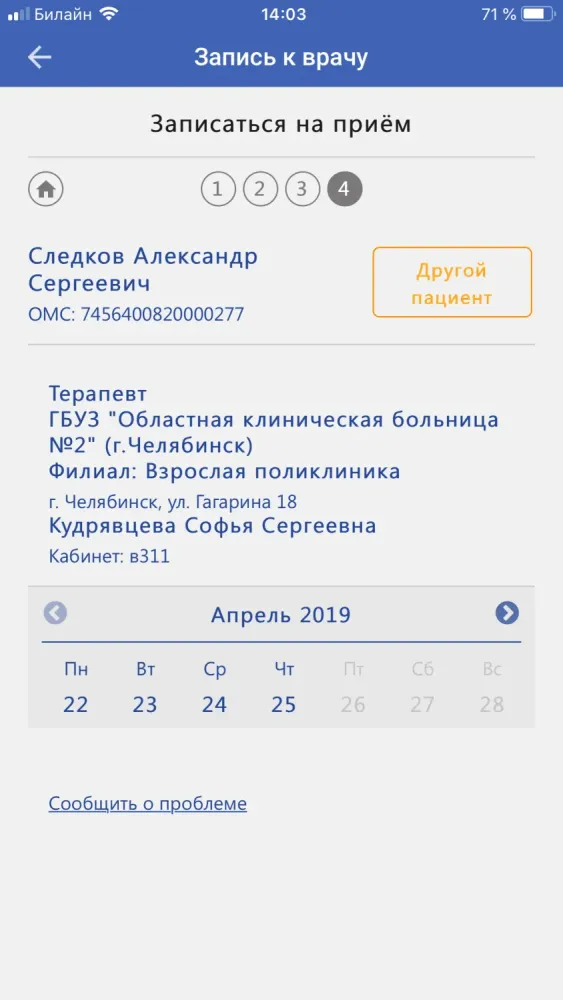 Билайн 14:03 71 %
Запись к врачу
Записаться на приём
1 2 3 4
Следков Александр
Сергеевич
ОМС: 7456400820000277
Другой
пациент
Терапевт
ГБУЗ "Областная клиническая больница
№2" (г.Челябинск)
Филиал: Взрослая поликлиника
г. Челябинск, ул. Гагарина 18
Кудрявцева Софья Сергеевна
Кабинет: в311
Апрель 2019
Пн Вт Ср Чт Пт Сб Вс
22 23 24 25 26 27 28
Сообщить о проблеме